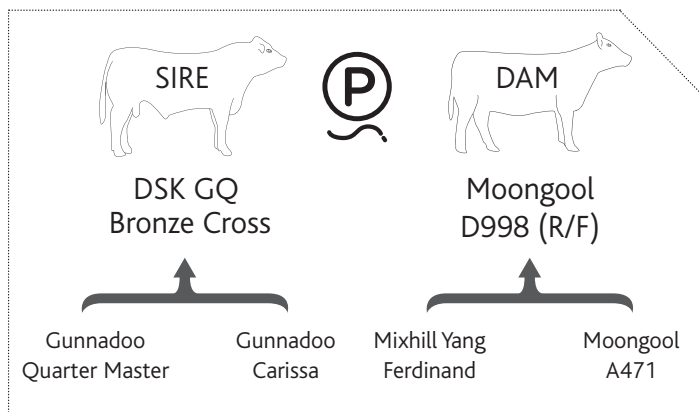 SIRE
P
DAM
DSK GQ
Bronze Cross
Moongool
D998 (R/F)
Gunnadoo
Quarter Master
Gunnadoo
Carissa
Mixhill Yang
Ferdinand
Moongool
A471